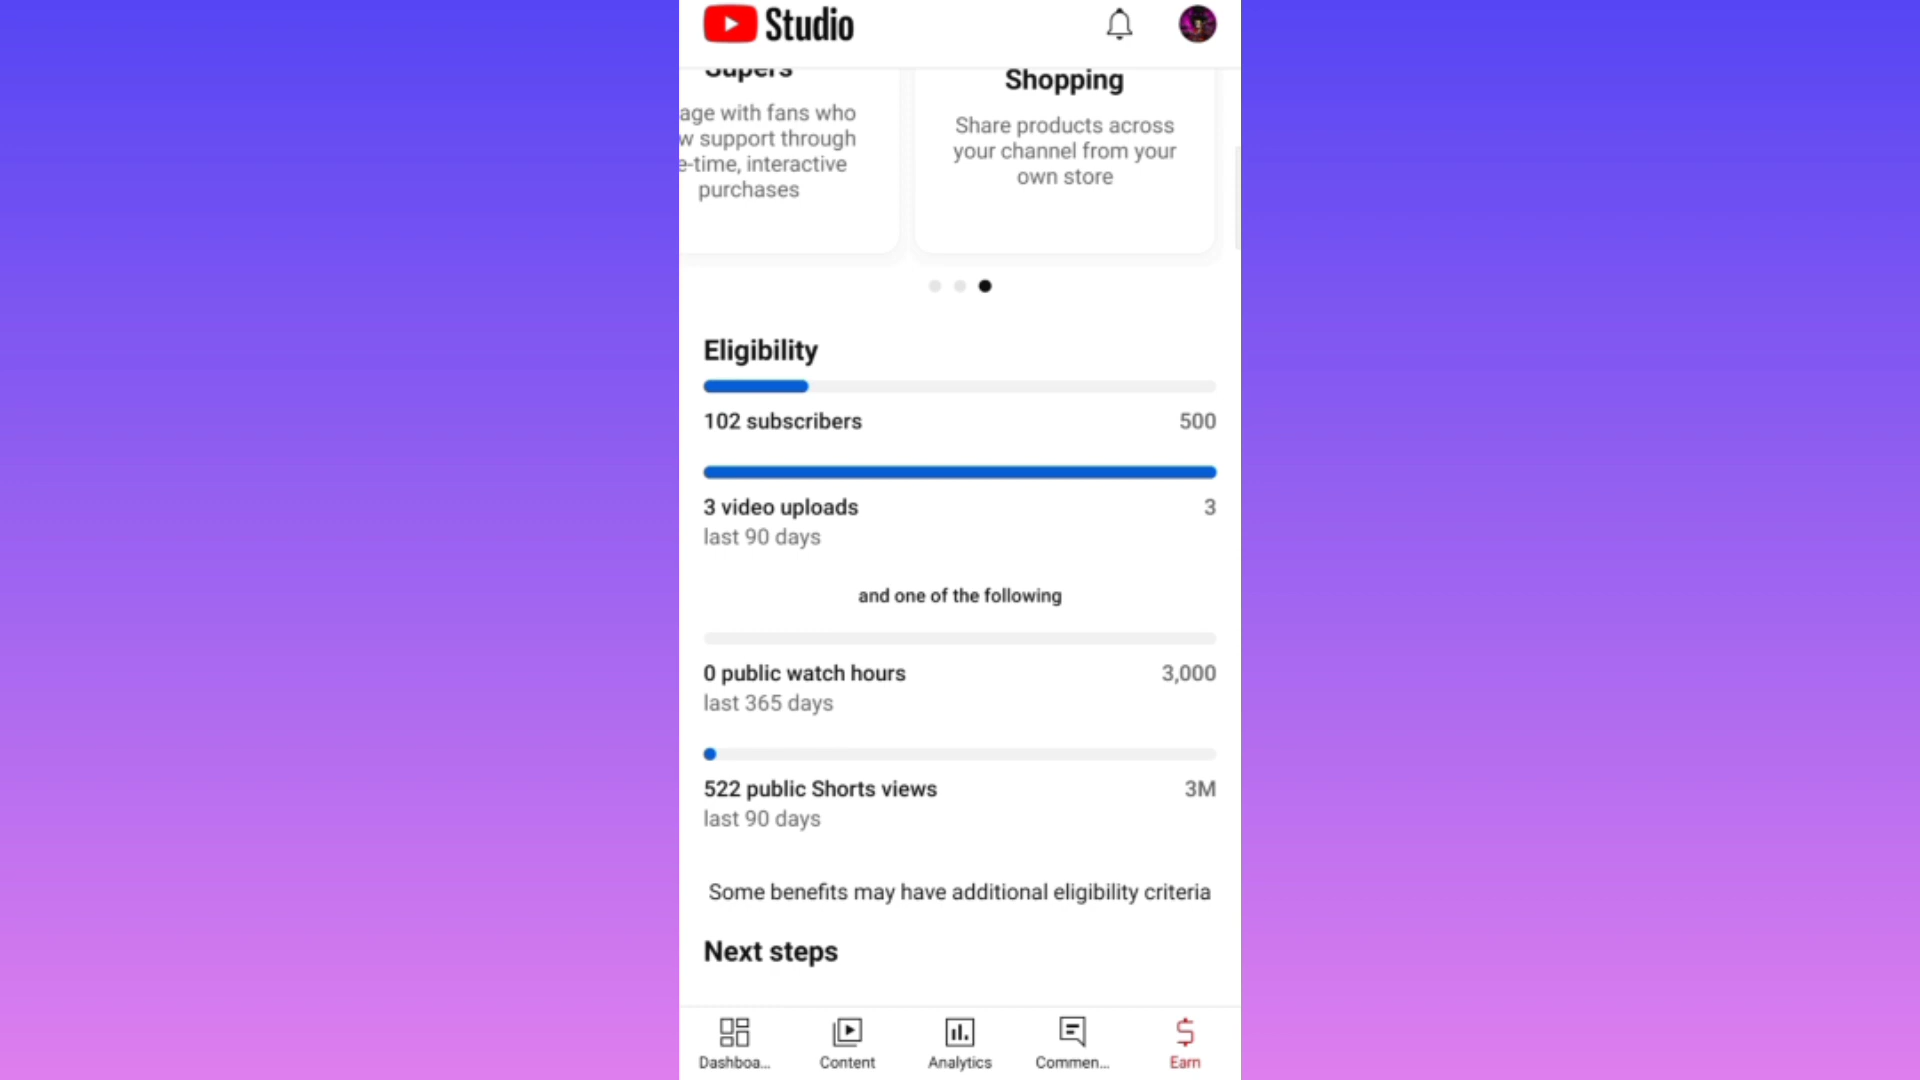 Studio
Supers
age with fans who
w support through
e-time, interactive
purchases
Shopping
Share products across
your channel from your
own store
Eligibility
102 subscribers 500
3 video uploads 3
last 90 days
and one of the following
0 public watch hours 3,000
last 365 days
522 public Shorts views 3M
last 90 days
Some benefits may have additional eligibility criteria
Next steps
Dashboa... Content Analytics Commen... Earn